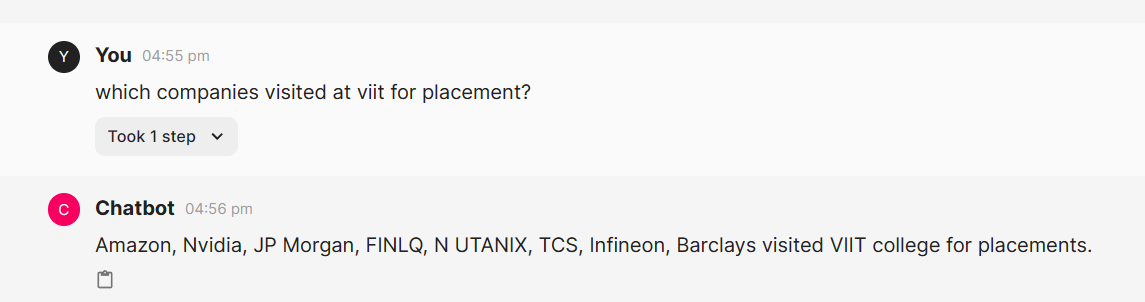 Y You 04:55 pm
which companies visited at viit for placement?
Took 1 step
C Chatbot 04:56 pm
Amazon, Nvidia, JP Morgan, FINLQ, N UTANIX, TCS, Infineon, Barclays visited VIIT college for placements.